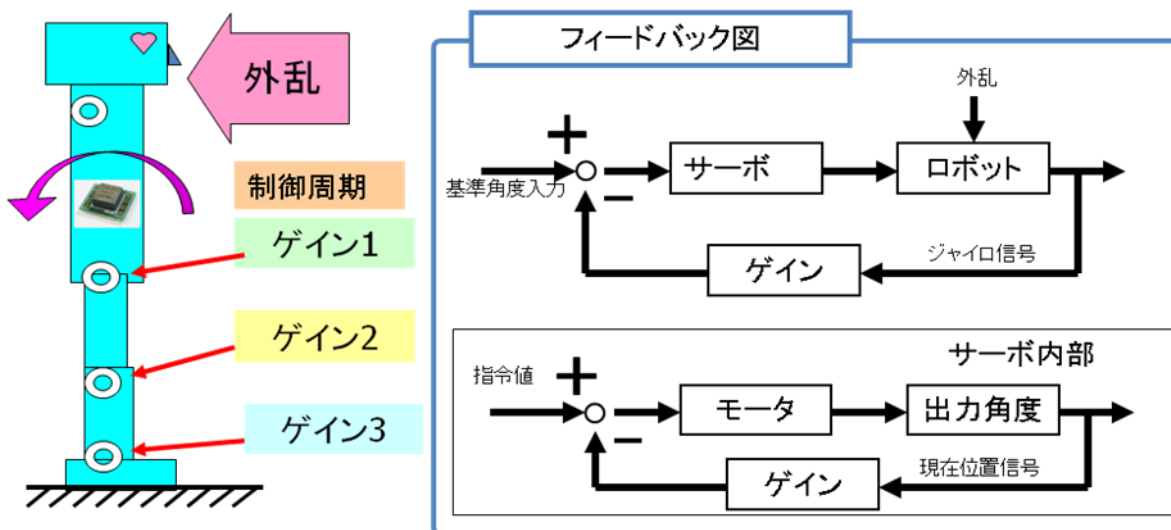 外乱
制御周期
ゲイン1
ゲイン2
ゲイン3
フィードバック図
外乱
+
基準角度入力
−
サーボ
ロボット
ゲイン
ジャイロ信号
サーボ内部
指令値
+
−
モータ
出力角度
ゲイン
現在位置信号